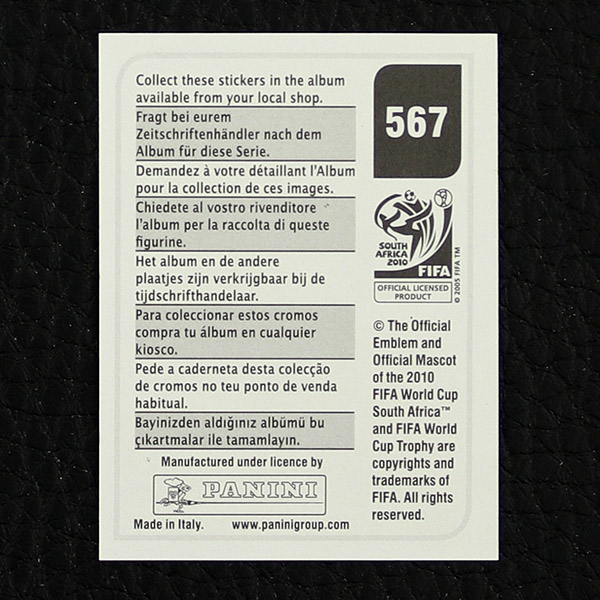 Collect these stickers in the album
available from your local shop.
Fragt bei eurem
Zeitschriftenhändler nach dem
Album für diese Serie.
Demandez à votre détaillant l'Album
pour la collection de ces images.
Chiedete al vostro rivenditore
l'album per la raccolta di queste
figurine.
Het album en de andere
plaatjes zijn verkrijgbaar bij de
tijdschrifthandelaar.
Para coleccionar estos cromos
compra tu álbum en cualquier
kiosco.
Pede a caderneta desta colecção
de cromos no teu ponto de venda
habitual.
Bayinizden aldığınız albümü bu
çıkartmalar ile tamamlayın.
Manufactured under licence by
PANINI
Made in Italy. www.paninigroup.com
567
SOUTH
AFRICA
2010
FIFA
© 2005 FIFA TM
OFFICIAL LICENSED
PRODUCT
© The Official
Emblem and
Official Mascot
of the 2010
FIFA World Cup
South Africa™
and FIFA World
Cup Trophy are
copyrights and
trademarks of
FIFA. All rights
reserved.